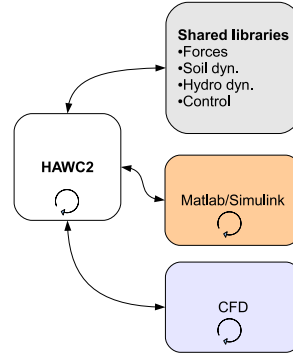 Shared libraries
•Forces
•Soil dyn.
•Hydro dyn.
•Control
HAWC2
Matlab/Simulink
CFD